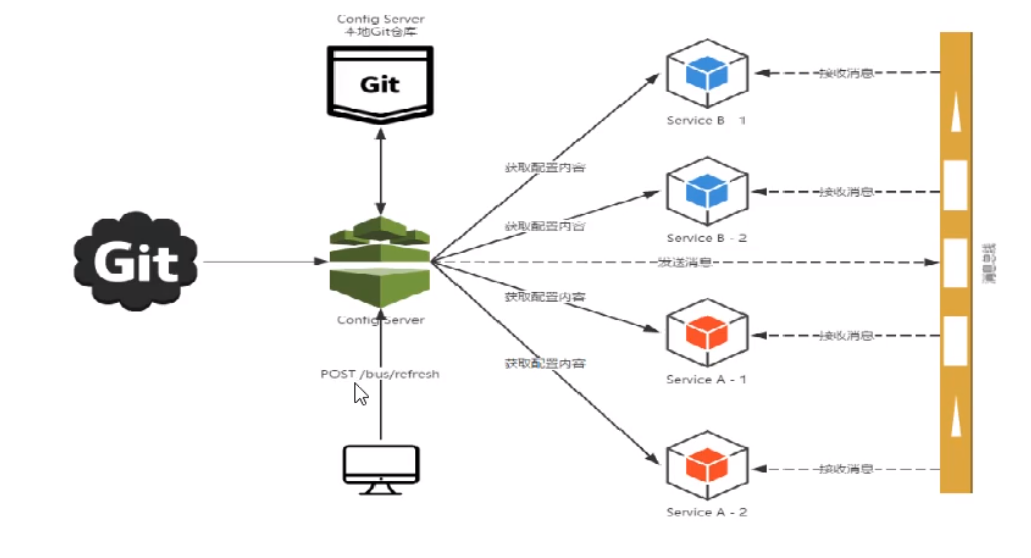 Config Server
本地Git仓库
Git
接收消息
Service B - 1
获取配置内容
接收消息
获取配置内容
Service B - 2
Git
发送消息
消息总线
获取配置内容
Config Server
接收消息
获取配置内容
POST /bus/refresh
Service A - 1
接收消息
Service A - 2